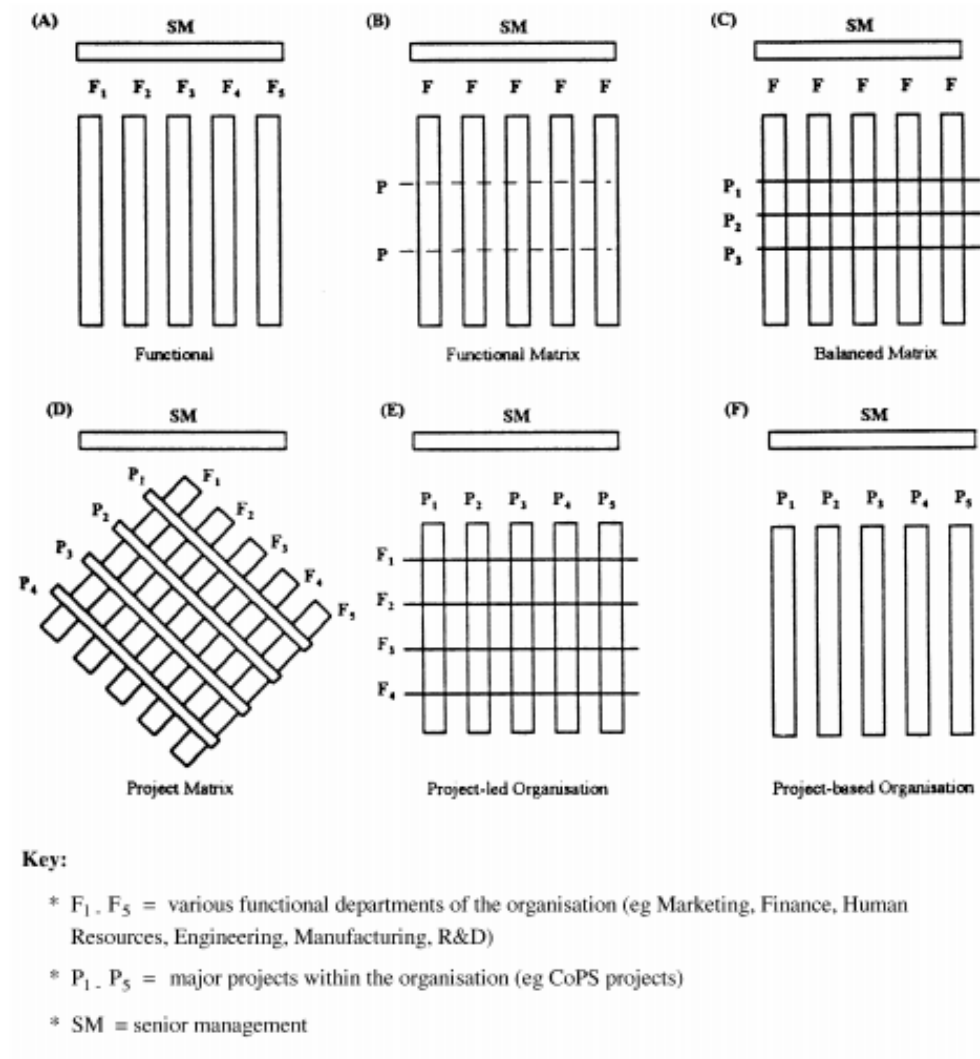 (A) SM (B) SM (C) SM
F₁ F₂ F₃ F₄ F₅ F F F F F F F F F F
P P₁
P₂
P P₃
Functional Functional Matrix Balanced Matrix
(D) SM (E) SM (F) SM
P₁ F₁ P₁ P₂ P₃ P₄ P₅ P₁ P₂ P₃ P₄ P₅
P₂ F₂
P₃ F₃ F₁
P₄ F₄ F₂
F₅ F₃
F₄
Project Matrix Project-led Organisation Project-based Organisation
Key:
* F₁ - F₅ = various functional departments of the organisation (eg Marketing, Finance, Human
Resources, Engineering, Manufacturing, R&D)
* P₁ - P₅ = major projects within the organisation (eg CoPS projects)
* SM = senior management